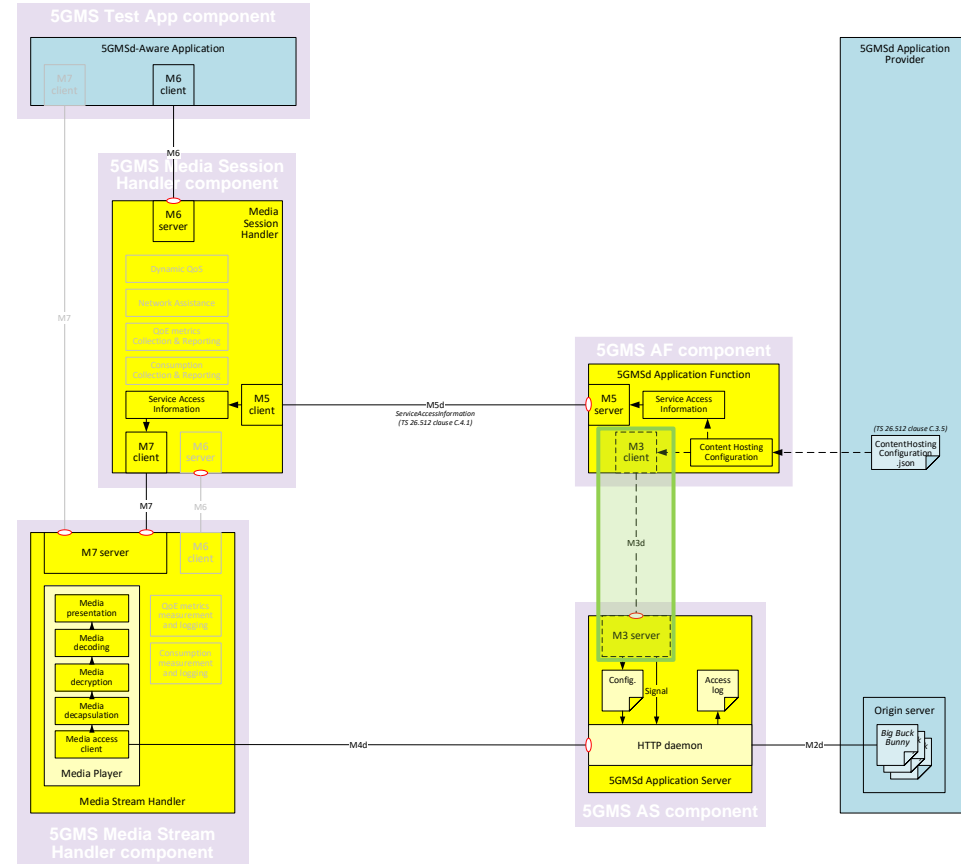 5GMS Test App component
5GMSd-Aware Application
M7
client
M6
client
M6
5GMS Media Session
Handler component
M6
server
Media
Session
Handler
Dynamic QoS
Network Assistance
QoE metrics
Collection & Reporting
Consumption
Collection & Reporting
Service Access
Information
M5
client
M7
client
M6
server
M7
M7
M6
M5d
ServiceAccessInformation
(TS 26.512 clause C.4.1)
5GMS AF component
5GMSd Application Function
M5
server
Service Access
Information
M3
client
Content Hosting
Configuration
M3d
5GMSd Application
Provider
(TS 26.512 clause C.3.5)
ContentHosting
Configuration
.json
M7 server
M6
client
Media
presentation
Media
decoding
Media
decryption
Media
decapsulation
Media access
client
Media Player
QoE metrics
measurement
and logging
Consumption
measurement
and logging
Media Stream Handler
5GMS Media Stream
Handler component
M4d
M3 server
Config.
Signal
Access
log
HTTP daemon
5GMSd Application Server
5GMS AS component
M2d
Origin server
Big Buck
Bunny